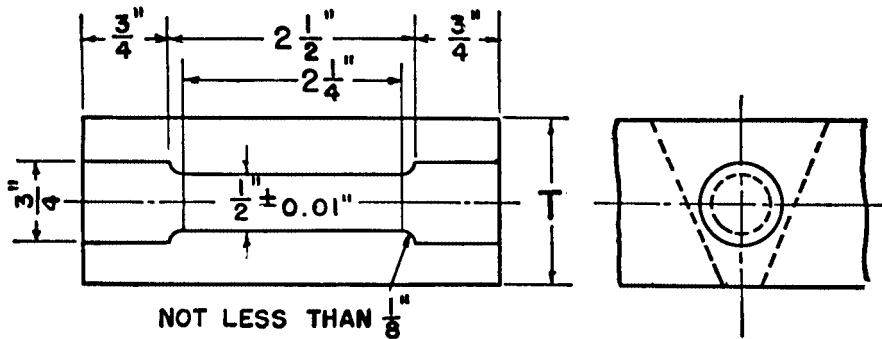 3/4"
2 1/2"
3/4"
2 1/4"
3/4"
1/2" ± 0.01"
T
NOT LESS THAN 1/8"